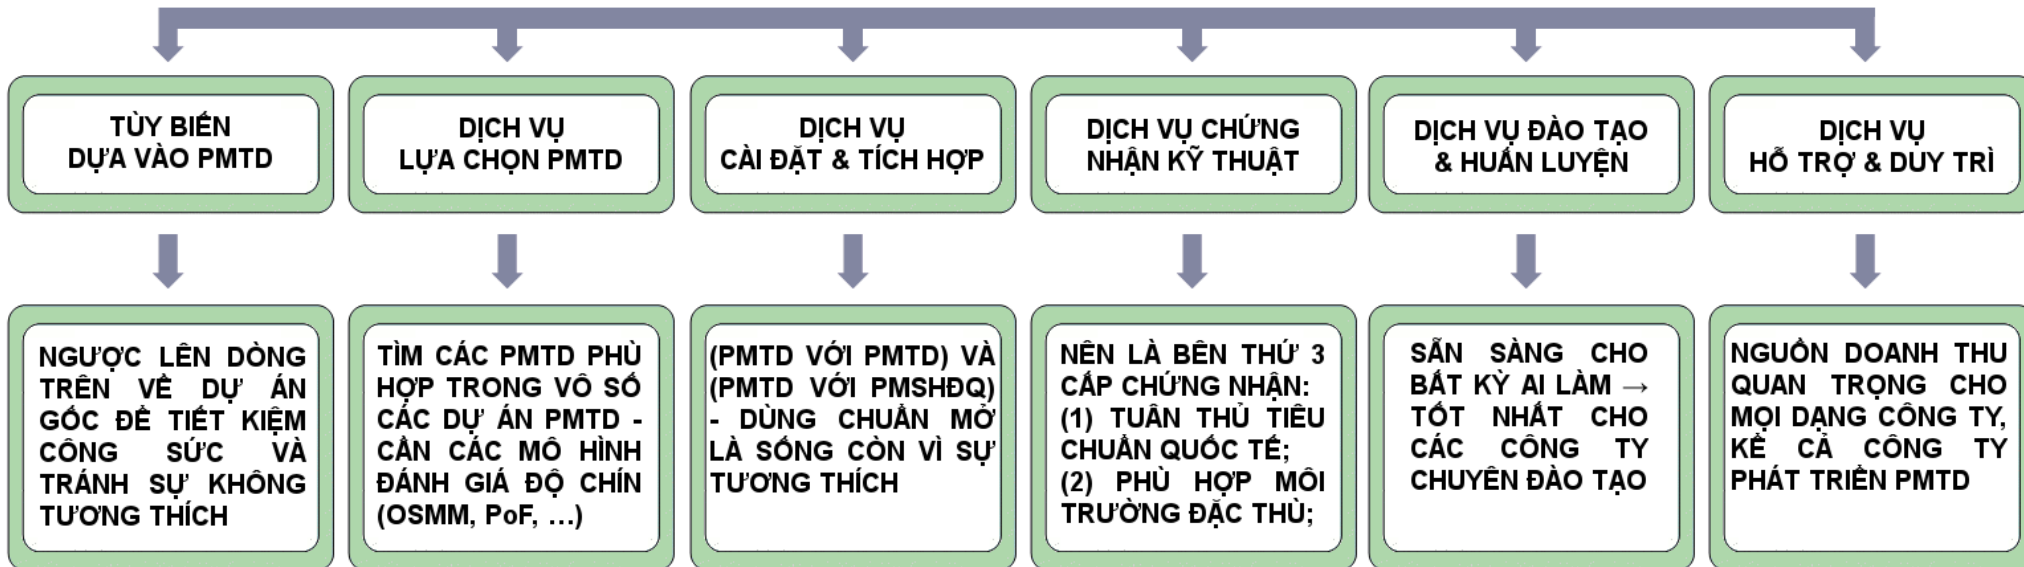 TÙY BIẾN
DỰA VÀO PMTD
DỊCH VỤ
LỰA CHỌN PMTD
DỊCH VỤ
CÀI ĐẶT & TÍCH HỢP
DỊCH VỤ CHỨNG
NHẬN KỸ THUẬT
DỊCH VỤ ĐÀO TẠO
& HUẤN LUYỆN
DỊCH VỤ
HỖ TRỢ & DUY TRÌ
NGƯỢC LÊN DÒNG
TRÊN VỀ DỰ ÁN
GỐC ĐỂ TIẾT KIỆM
CÔNG SỨC VÀ
TRÁNH SỰ KHÔNG
TƯƠNG THÍCH
TÌM CÁC PMTD PHÙ
HỢP TRONG VÔ SỐ
CÁC DỰ ÁN PMTD -
CẦN CÁC MÔ HÌNH
ĐÁNH GIÁ ĐỘ CHÍN
(OSMM, PoF, ...)
(PMTD VỚI PMTD) VÀ
(PMTD VỚI PMSHĐQ)
- DÙNG CHUẨN MỞ
LÀ SỐNG CÒN VÌ SỰ
TƯƠNG THÍCH
NÊN LÀ BÊN THỨ 3
CẤP CHỨNG NHẬN:
(1) TUÂN THỦ TIÊU
CHUẨN QUỐC TẾ;
(2) PHÙ HỢP MÔI
TRƯỜNG ĐẶC THÙ;
SẴN SÀNG CHO
BẤT KỲ AI LÀM →
TỐT NHẤT CHO
CÁC CÔNG TY
CHUYÊN ĐÀO TẠO
NGUỒN DOANH THU
QUAN TRỌNG CHO
MỌI DẠNG CÔNG TY,
KỂ CẢ CÔNG TY
PHÁT TRIỂN PMTD